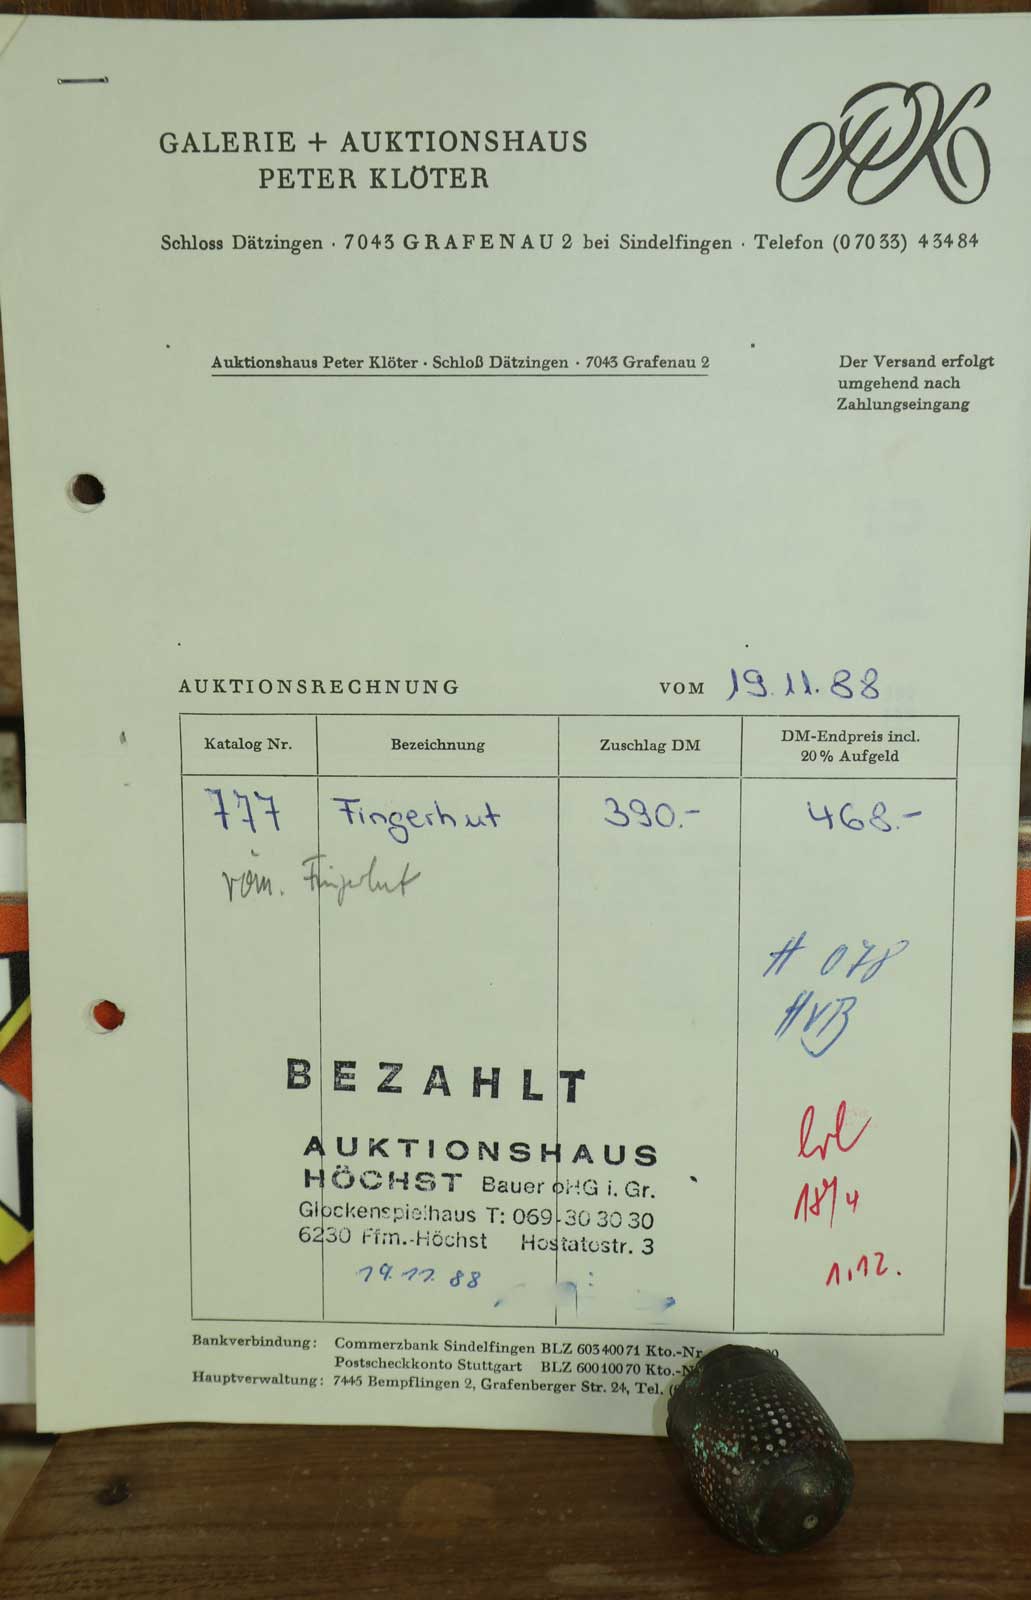 GALERIE + AUKTIONSHAUS
PETER KLÖTER
PK
Schloss Dätzingen · 7043 GRAFENAU 2 bei Sindelfingen · Telefon (07033) 43484
Auktionshaus Peter Klöter · Schloß Dätzingen · 7043 Grafenau 2
Der Versand erfolgt
umgehend nach
Zahlungseingang
AUKTIONSRECHNUNG VOM 19.11.88
Katalog Nr. Bezeichnung Zuschlag DM DM-Endpreis incl.
20% Aufgeld
777 Fingerhut 390.- 468.-
röm. Fingerhut
# 078
HvB
BEZAHLT
AUKTIONSHAUS
HÖCHST Bauer oHG i. Gr.
Glockenspielhaus T: 069-30 30 30
6230 Ffm.-Höchst Hostatostr. 3
19.11.88
18/4
1.12.
Bankverbindung: Commerzbank Sindelfingen BLZ 60340071 Kto.-Nr.
Postscheckkonto Stuttgart BLZ 60010070
Hauptverwaltung: 7445 Bempflingen 2, Grafenberger Str. 24, Tel.